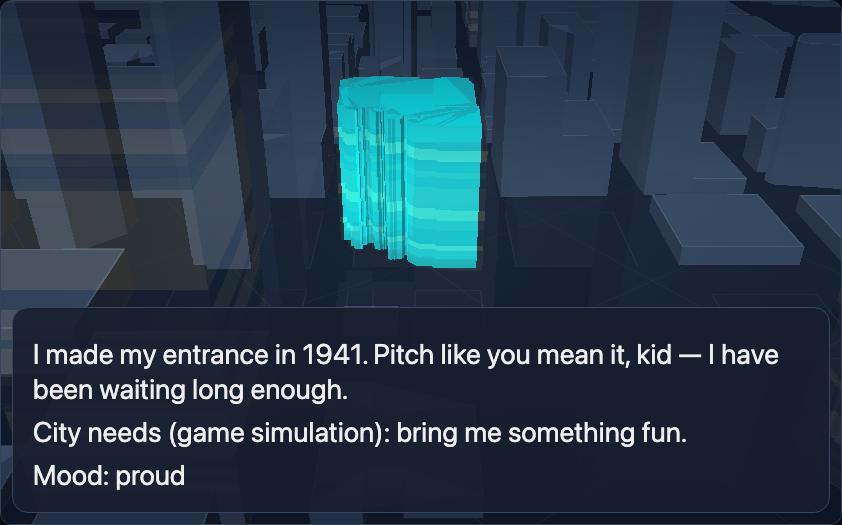 I made my entrance in 1941. Pitch like you mean it, kid — I have
been waiting long enough.
City needs (game simulation): bring me something fun.
Mood: proud